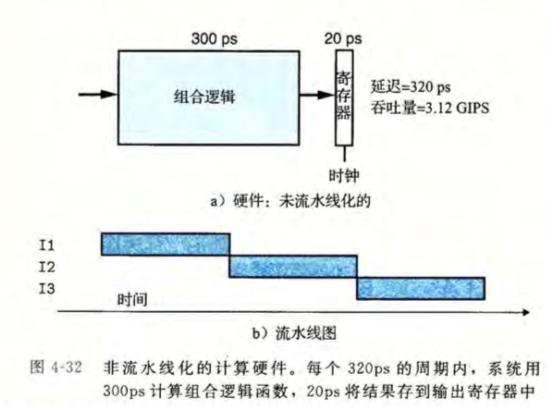 300 ps
20 ps
组合逻辑
寄存器
延迟=320 ps
吞吐量=3.12 GIPS
时钟
a）硬件：未流水线化的
I1
I2
I3
时间
b）流水线图
图 4-32 非流水线化的计算硬件。每个 320ps 的周期内，系统用
300ps 计算组合逻辑函数，20ps 将结果存到输出寄存器中